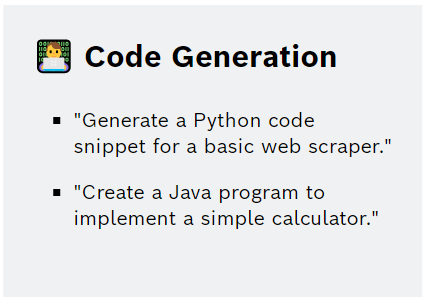 Code Generation
"Generate a Python code
snippet for a basic web scraper."
"Create a Java program to
implement a simple calculator."